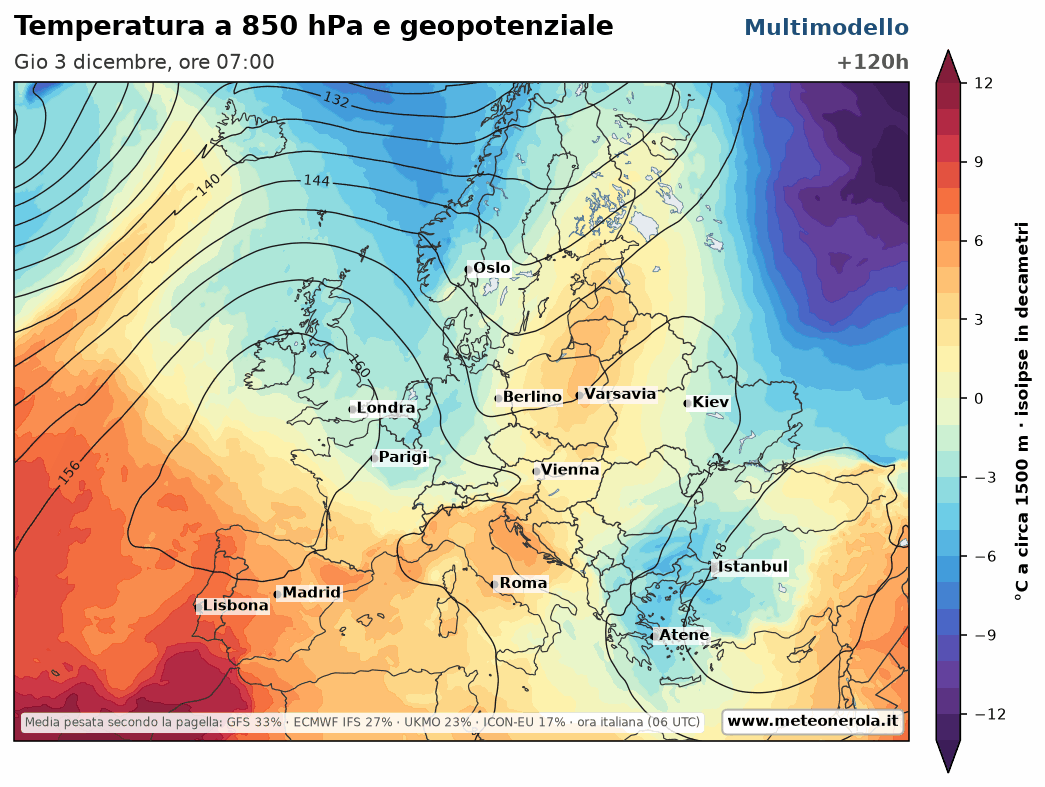 Temperatura a 850 hPa e geopotenziale
Multimodello
Gio 3 dicembre, ore 07:00
+120h
132
140
144
160
156
48
Oslo
Berlino
Varsavia
Kiev
Londra
Parigi
Vienna
Istanbul
Roma
Madrid
Lisbona
Atene
Media pesata secondo la pagella: GFS 33% · ECMWF IFS 27% · UKMO 23% · ICON-EU 17% · ora italiana (06 UTC)
www.meteonerola.it
12
9
6
3
0
−3
−6
−9
−12
°C a circa 1500 m · isoipse in decametri